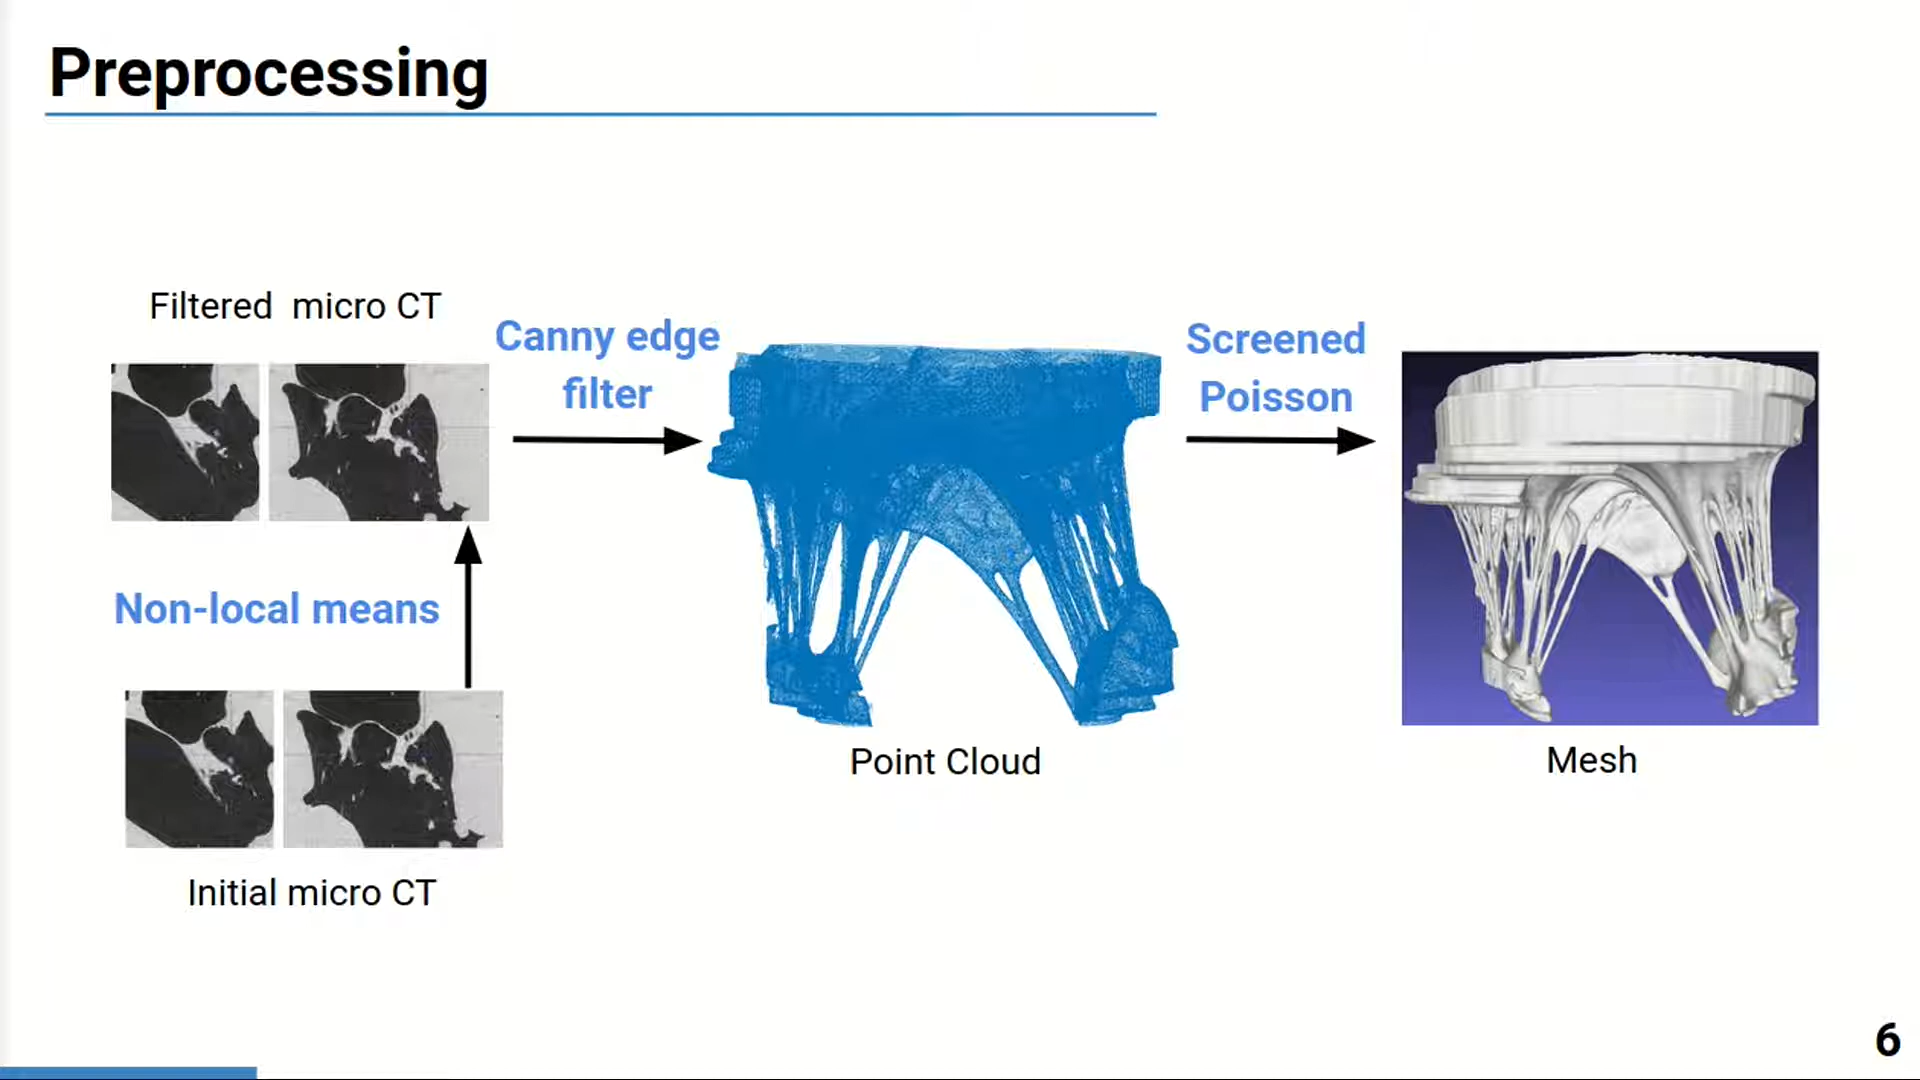 Preprocessing
Filtered micro CT
Canny edge
filter
Screened
Poisson
Non-local means
Point Cloud
Mesh
Initial micro CT
6